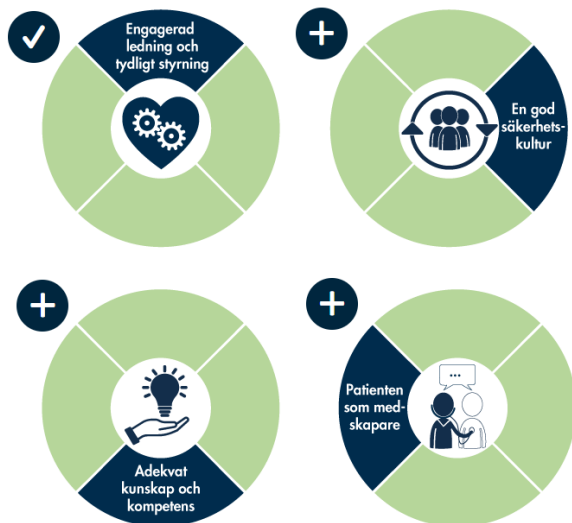 Engagerad
ledning och
tydligt styrning
En god
säkerhets-
kultur
Adekvat
kunskap och
kompetens
...
Patienten
som med-
skapare